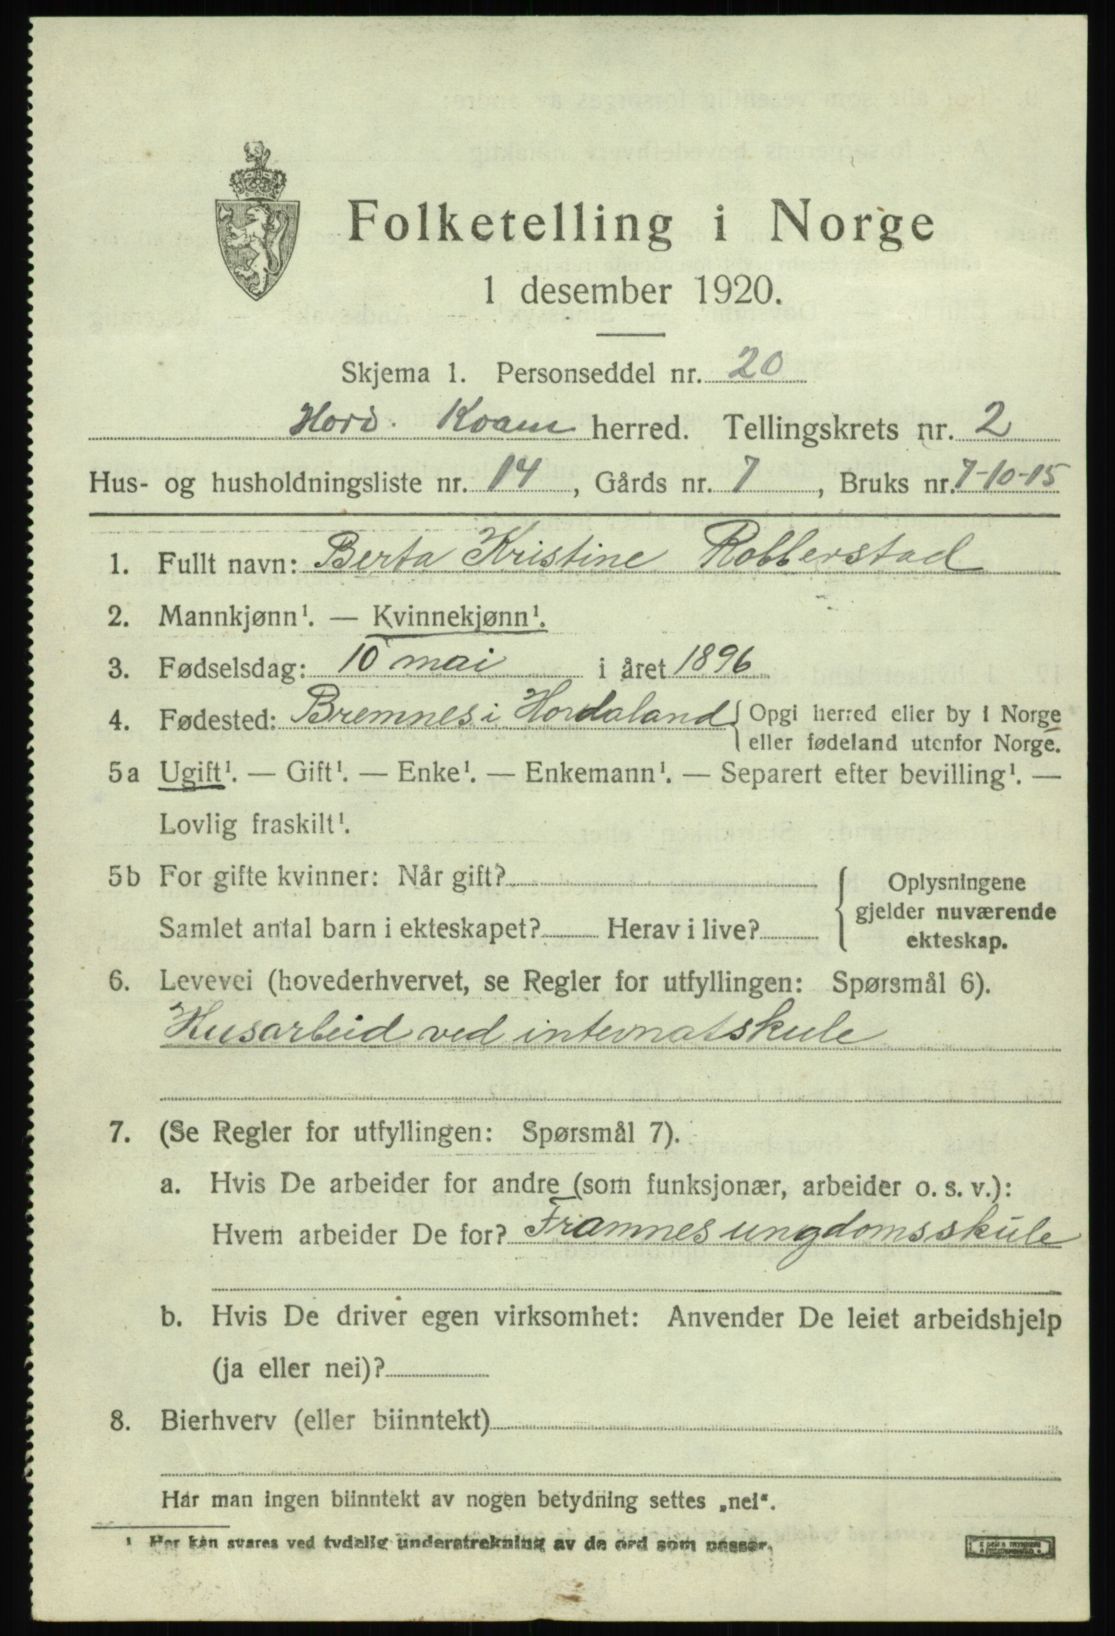 Folketelling i Norge
1 desember 1920.
Skjema 1. Personseddel nr. 20
Hord. Kvam herred. Tellingskrets nr. 2
Hus- og husholdningsliste nr. 14, Gårds nr. 7, Bruks nr. 7-10-15
1. Fullt navn: Berta Kristine Robberstad
2. Mannkjønn¹. — Kvinnekjønn¹.
3. Fødselsdag: 10 mai i året 1896
4. Fødested: Bremnes i Hordaland { Opgi herred eller by i Norge
eller fødeland utenfor Norge.
5a Ugift¹. — Gift¹. — Enke¹. — Enkemann¹. — Separert efter bevilling¹. —
Lovlig fraskilt¹.
5b For gifte kvinner: Når gift?
Samlet antal barn i ekteskapet? Herav i live?
{ Oplysningene
gjelder nuværende
ekteskap.
6. Levevei (hovederhvervet, se Regler for utfyllingen: Spørsmål 6).
Husarbeid ved internatskule
7. (Se Regler for utfyllingen: Spørsmål 7).
a. Hvis De arbeider for andre (som funksjonær, arbeider o. s. v.):
Hvem arbeider De for? Framnes ungdomsskule
b. Hvis De driver egen virksomhet: Anvender De leiet arbeidshjelp
(ja eller nei)?
8. Bierhverv (eller biinntekt)
Har man ingen biinntekt av nogen betydning settes „nei“.
¹ Her kan svares ved tydelig understrekning av de ord som passer.